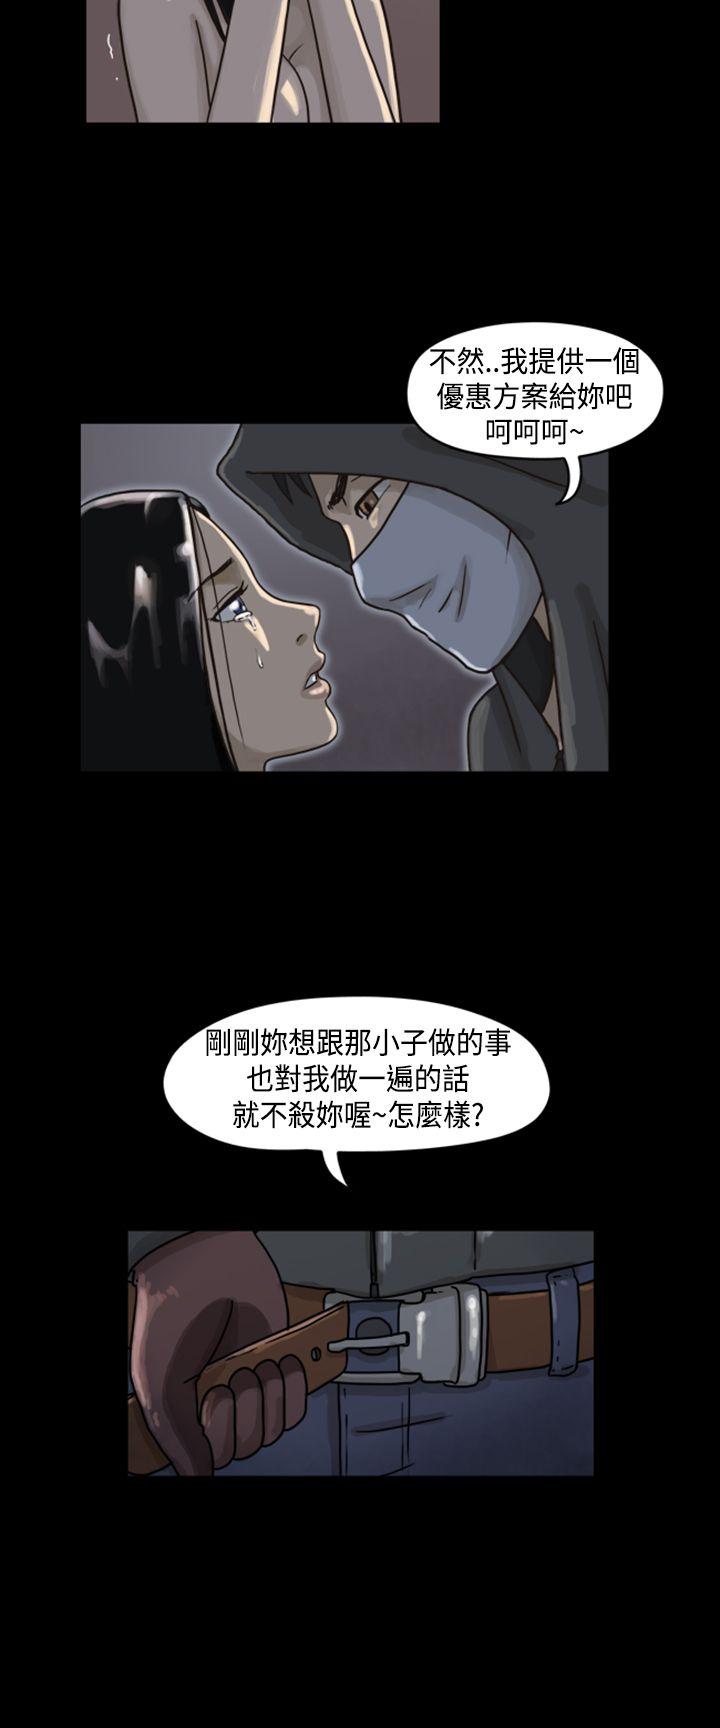 不然..我提供一個
優惠方案給妳吧
呵呵呵~
剛剛妳想跟那小子做的事
也對我做一遍的話
就不殺妳喔~怎麼樣?